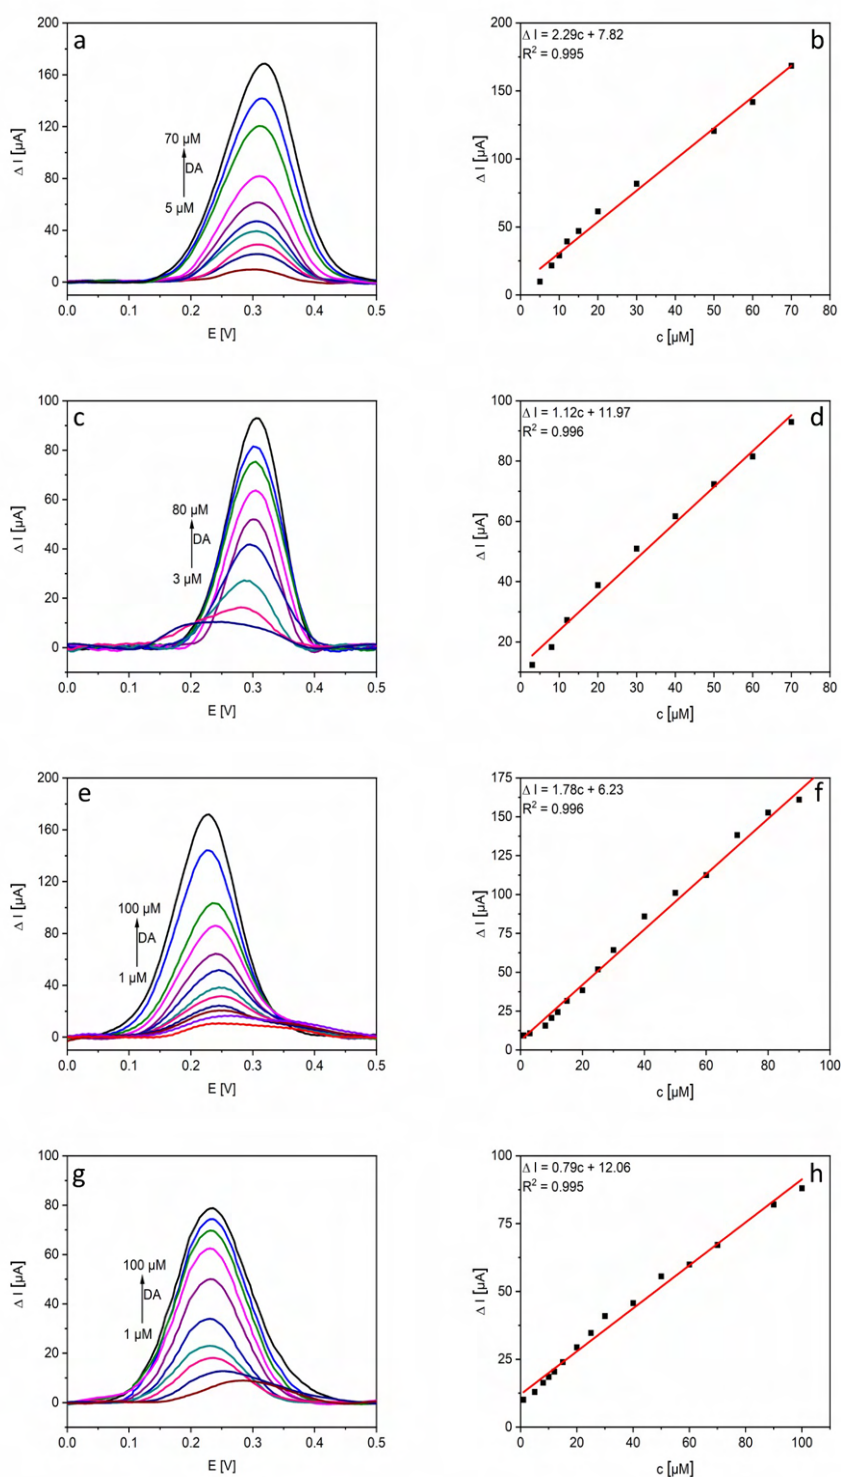 a
200
160
120
80
40
0
Δ I [µA]
70 µM
DA
5 µM
0.0 0.1 0.2 0.3 0.4 0.5
E [V]
b
Δ I = 2.29c + 7.82
R² = 0.995
200
150
100
50
0
Δ I [µA]
0 10 20 30 40 50 60 70 80
c [µM]
c
100
80
60
40
20
0
Δ I [µA]
80 µM
DA
3 µM
0.0 0.1 0.2 0.3 0.4 0.5
E [V]
d
Δ I = 1.12c + 11.97
R² = 0.996
100
80
60
40
20
Δ I [µA]
10 20 30 40 50 60 70 80
c [µM]
e
200
160
120
80
40
0
Δ I [µA]
100 µM
DA
1 µM
0.0 0.1 0.2 0.3 0.4 0.5
E [V]
f
Δ I = 1.78c + 6.23
R² = 0.996
175
150
125
100
75
50
25
0
Δ I [µA]
0 20 40 60 80 100
c [µM]
g
100
80
60
40
20
0
Δ I [µA]
100 µM
DA
1 µM
0.0 0.1 0.2 0.3 0.4 0.5
E [V]
h
Δ I = 0.79c + 12.06
R² = 0.995
100
75
50
25
0
Δ I [µA]
0 20 40 60 80 100
c [µM]